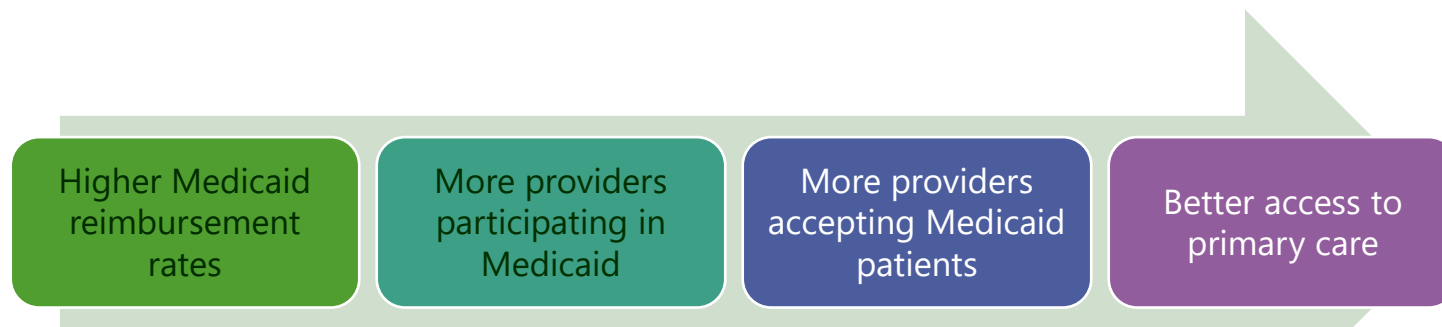 Higher Medicaid
reimbursement
rates
More providers
participating in
Medicaid
More providers
accepting Medicaid
patients
Better access to
primary care